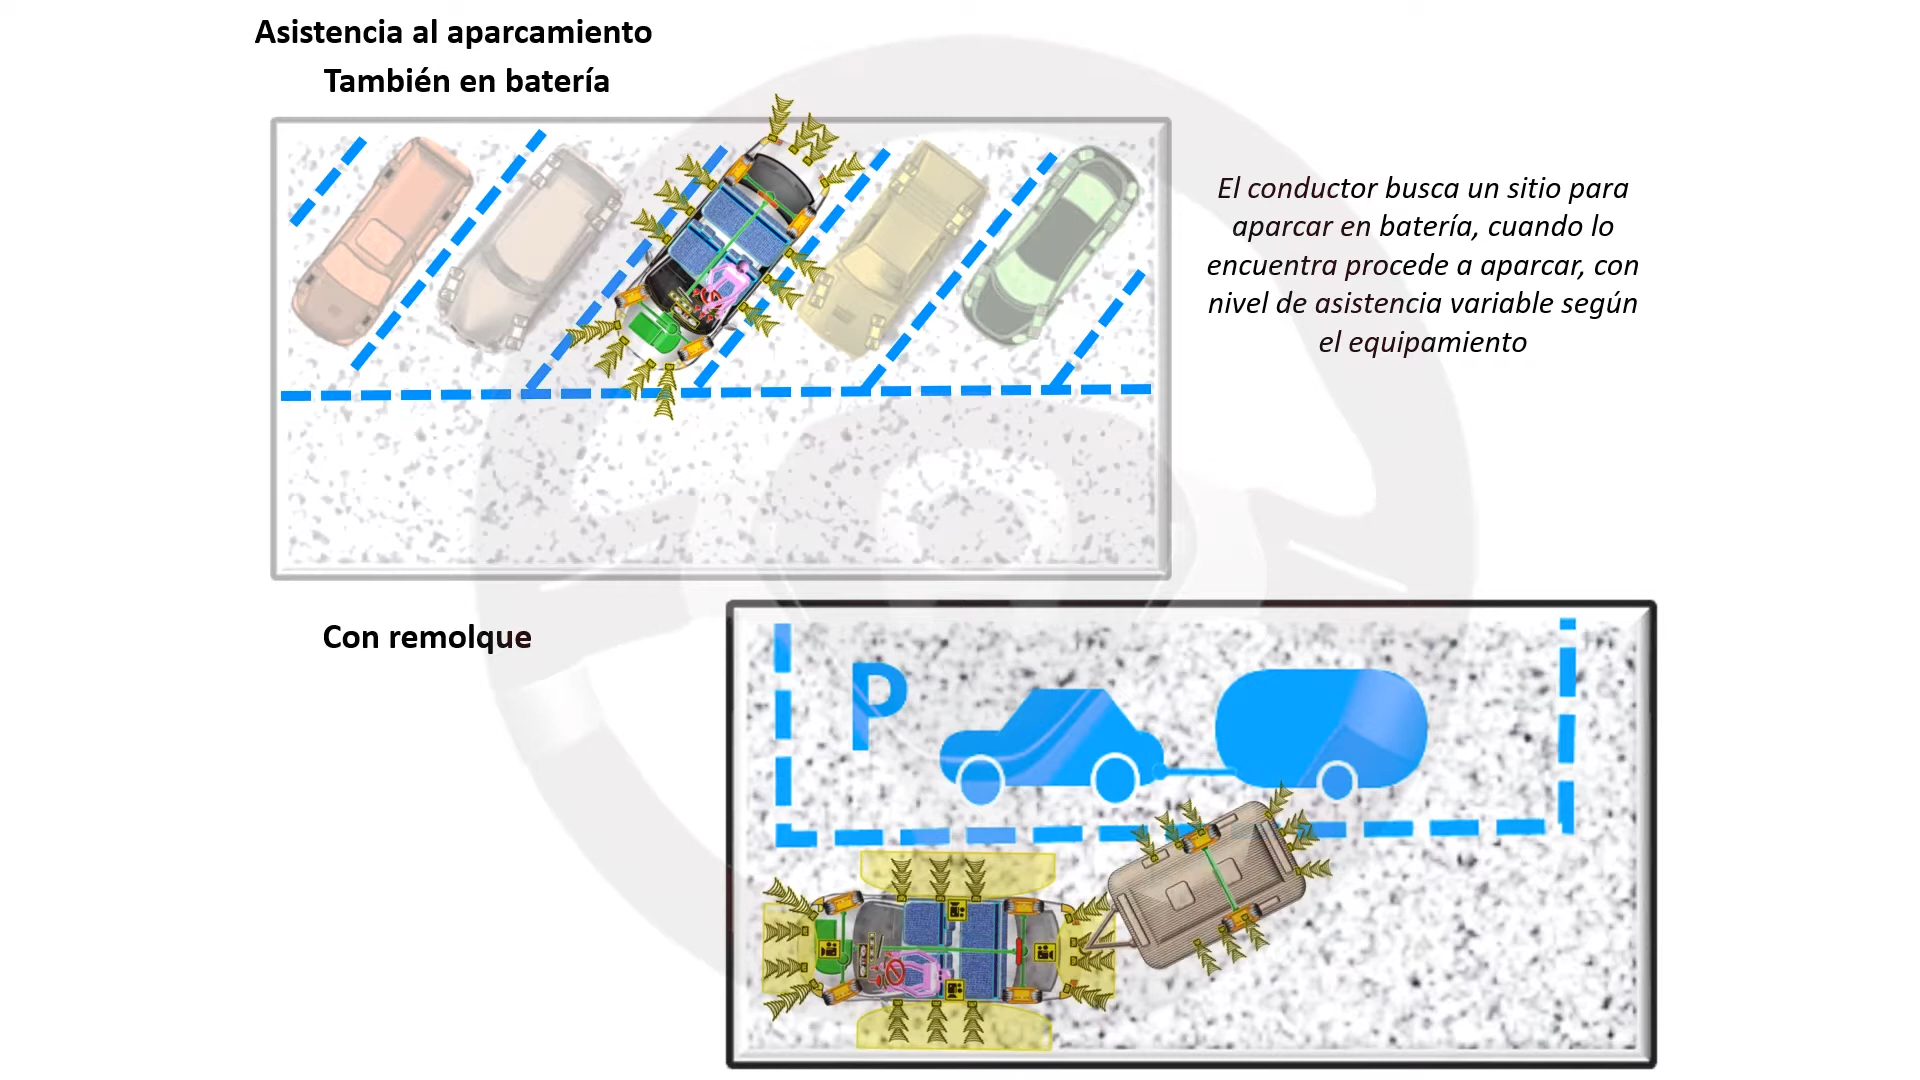 Asistencia al aparcamiento
También en batería
El conductor busca un sitio para
aparcar en batería, cuando lo
encuentra procede a aparcar, con
nivel de asistencia variable según
el equipamiento
Con remolque
P